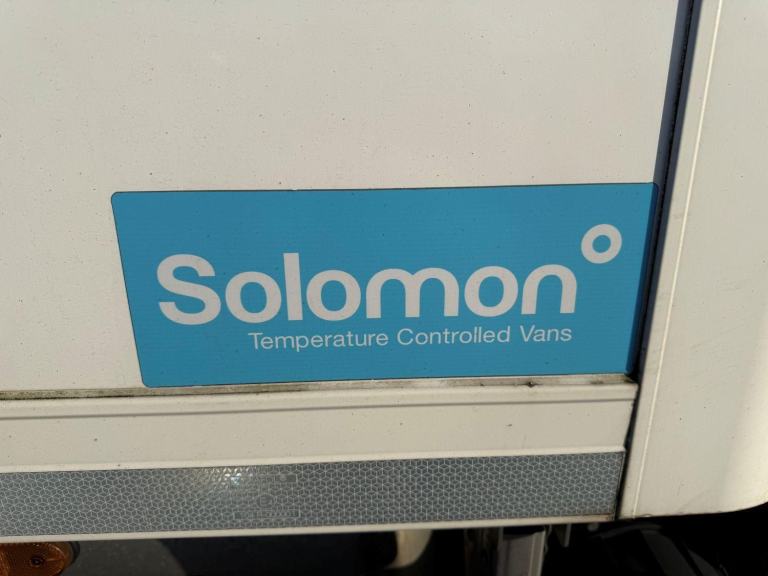 Solomon°
Temperature Controlled Vans